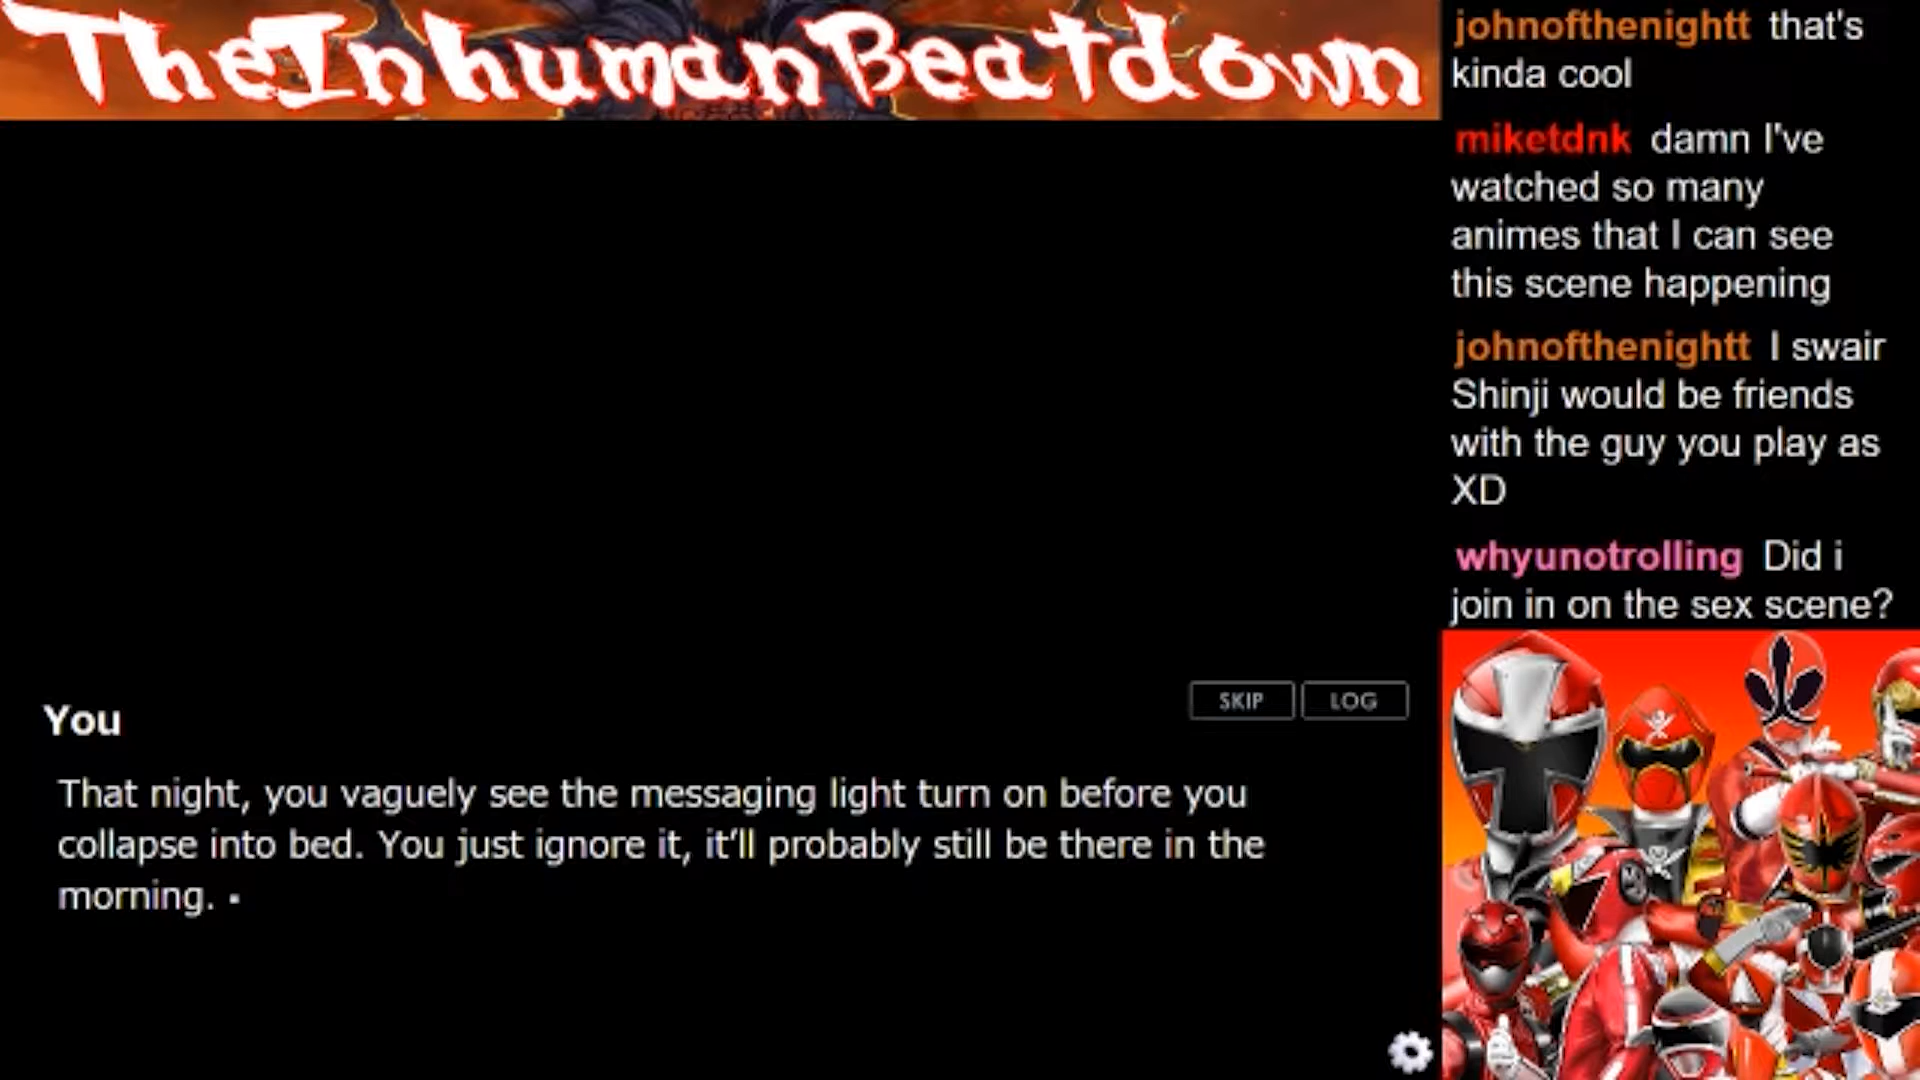 TheInhumanBeatdown
johnofthenightt that's
kinda cool
miketdnk damn I've
watched so many
animes that I can see
this scene happening
johnofthenightt I swair
Shinji would be friends
with the guy you play as
XD
whyunotrolling Did i
join in on the sex scene?
SKIP LOG
You
That night, you vaguely see the messaging light turn on before you
collapse into bed. You just ignore it, it'll probably still be there in the
morning.